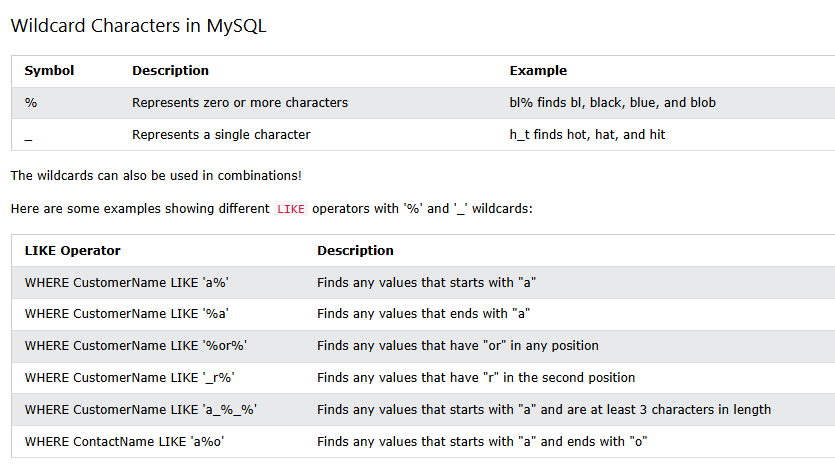 Wildcard Characters in MySQL
Symbol Description Example
% Represents zero or more characters bl% finds bl, black, blue, and blob
_ Represents a single character h_t finds hot, hat, and hit
The wildcards can also be used in combinations!
Here are some examples showing different LIKE operators with '%' and '_' wildcards:
LIKE Operator Description
WHERE CustomerName LIKE 'a%' Finds any values that starts with "a"
WHERE CustomerName LIKE '%a' Finds any values that ends with "a"
WHERE CustomerName LIKE '%or%' Finds any values that have "or" in any position
WHERE CustomerName LIKE '_r%' Finds any values that have "r" in the second position
WHERE CustomerName LIKE 'a_%_%' Finds any values that starts with "a" and are at least 3 characters in length
WHERE ContactName LIKE 'a%o' Finds any values that starts with "a" and ends with "o"